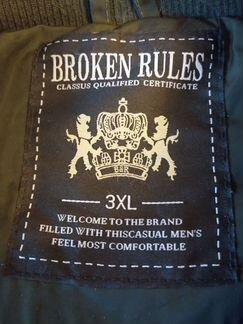 BROKEN RULES
CLASSUS QUALIFIED CERTIFICATE
B&R
3XL
WELCOME TO THE BRAND
FILLED WITH THISCASUAL MEN'S
FEEL MOST COMFORTABLE